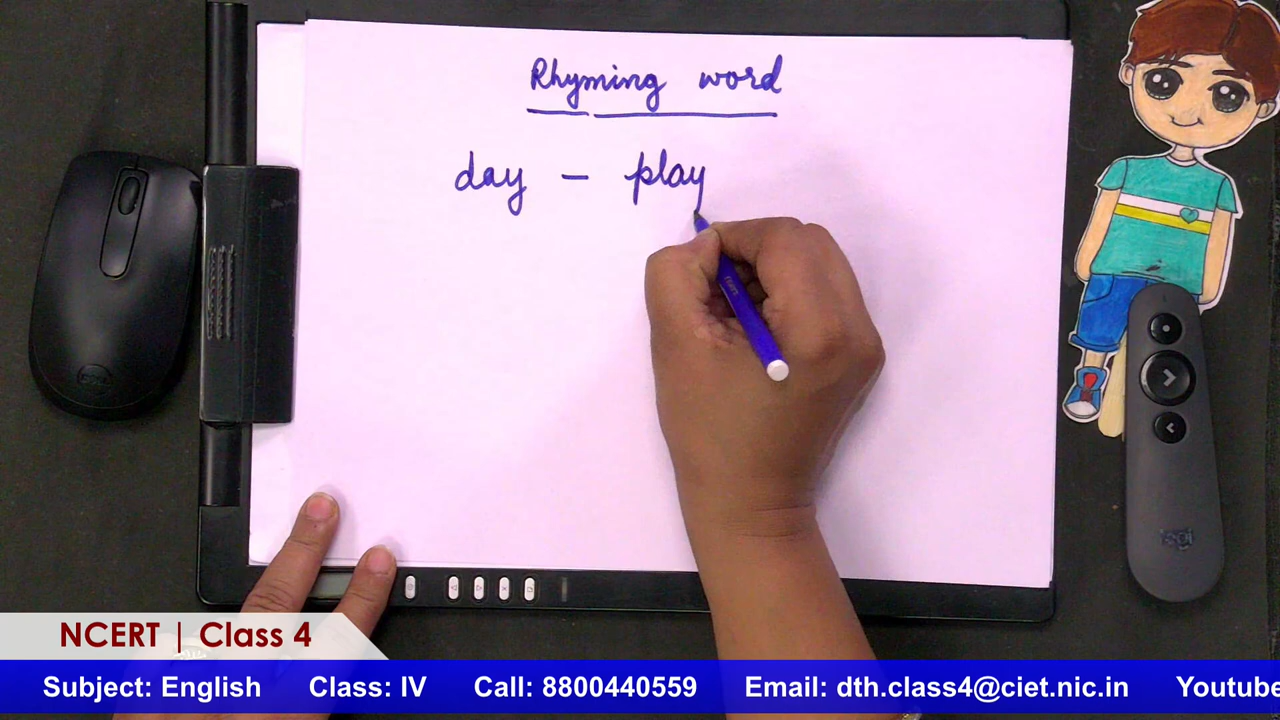 Rhyming word
day - play
NCERT | Class 4
Subject: English Class: IV Call: 8800440559 Email: dth.class4@ciet.nic.in Youtube